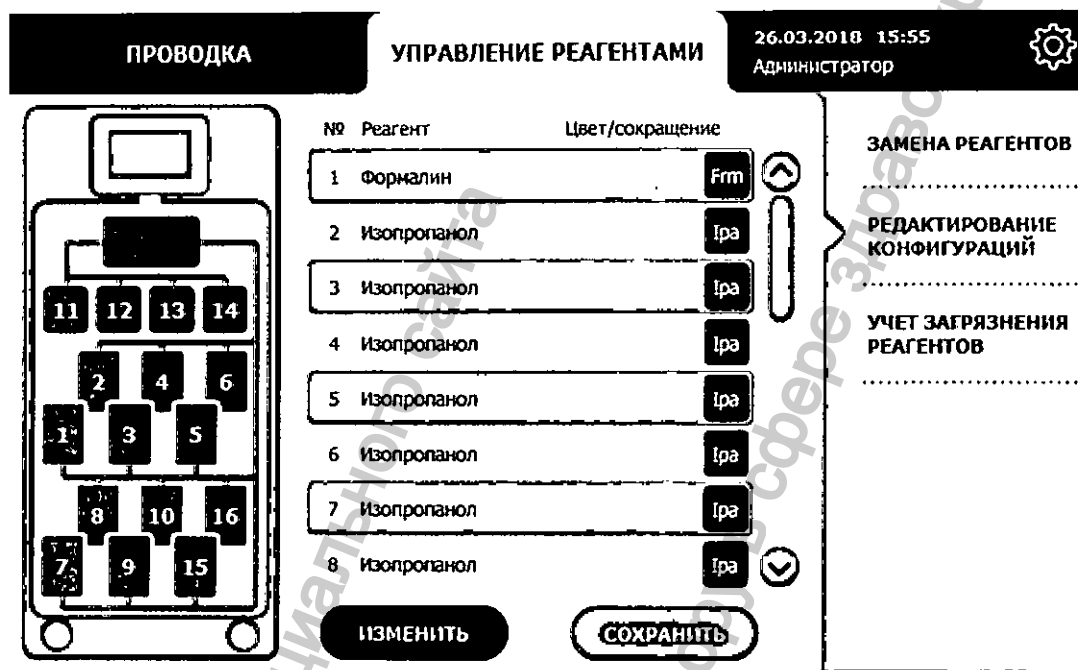 ПРОВОДКА
УПРАВЛЕНИЕ РЕАГЕНТАМИ
26.03.2018 15:55
Администратор
№ Реагент Цвет/сокращение
1 Формалин Frm
2 Изопропанол Ipa
3 Изопропанол Ipa
4 Изопропанол Ipa
5 Изопропанол Ipa
6 Изопропанол Ipa
7 Изопропанол Ipa
8 Изопропанол Ipa
ИЗМЕНИТЬ
СОХРАНИТЬ
11 12 13 14
2 4 6
1 3 5
8 10 16
7 9 15
ЗАМЕНА РЕАГЕНТОВ
РЕДАКТИРОВАНИЕ
КОНФИГУРАЦИЙ
УЧЕТ ЗАГРЯЗНЕНИЯ
РЕАГЕНТОВ
сайта
в сфере здраво